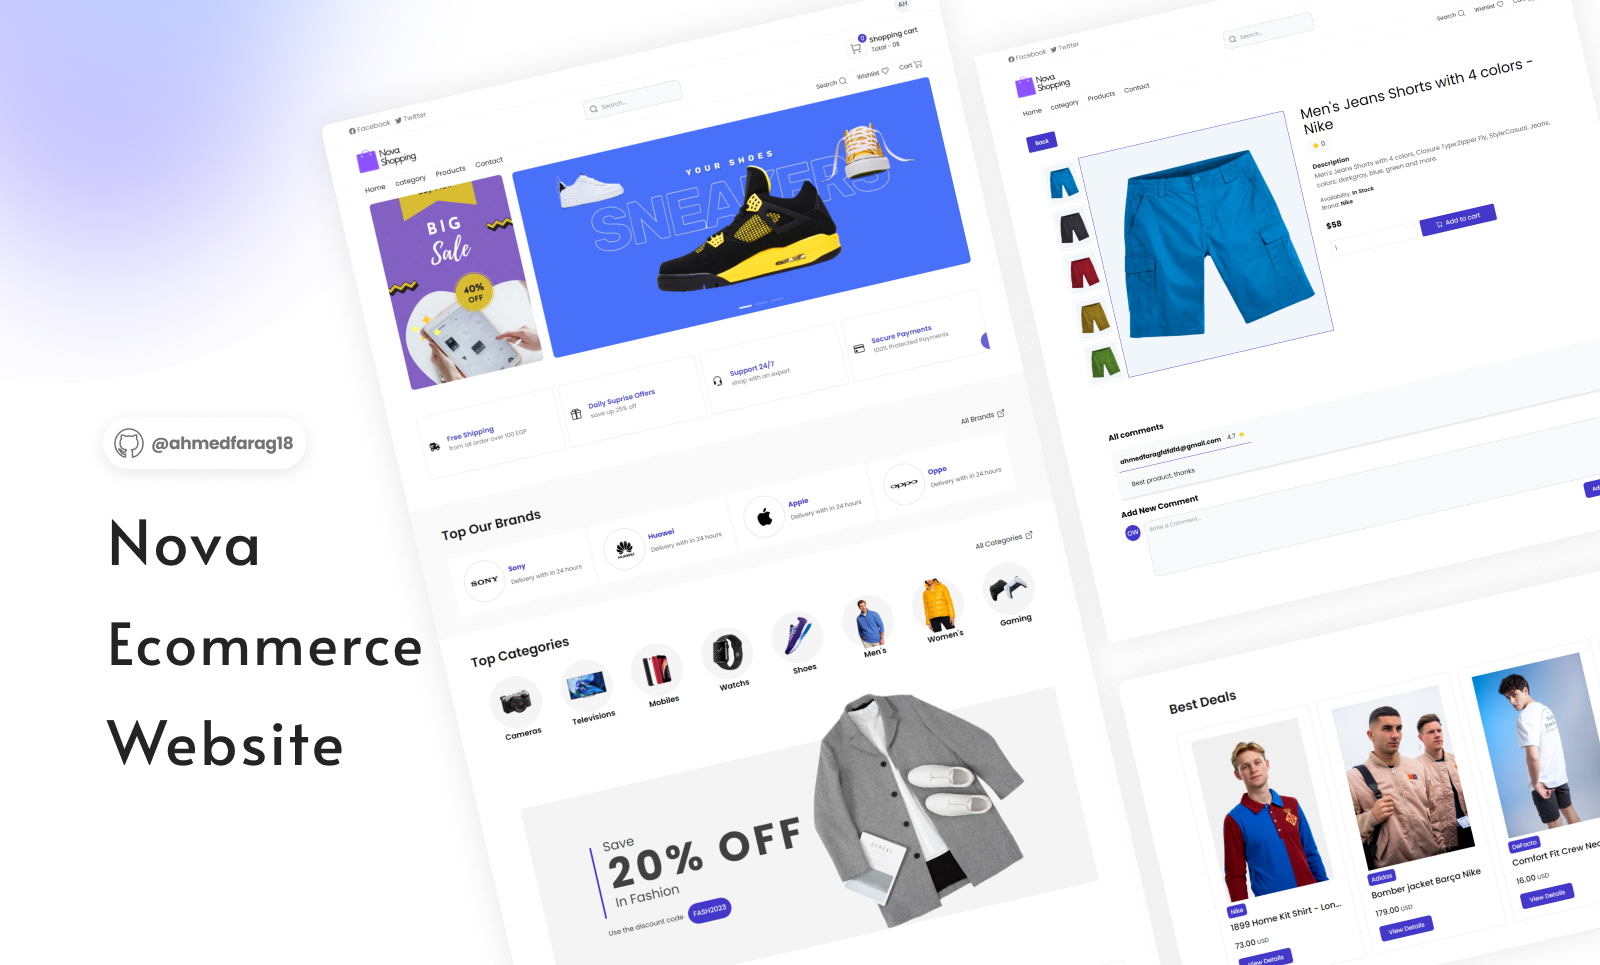 @ahmedfarag18
Nova
Ecommerce
Website
AH
0
Shopping cart
Total - 0$
Facebook
Twitter
Search...
Search
Wishlist
Cart
Nova
Shopping
Home
category
Products
Contact
BIG
Sale
40%
OFF
YOUR SHOES
SNEAKERS
Free Shipping
from all order over 100 EGP
Daily Suprise Offers
save up 25% off
Support 24/7
shop with an expert
Secure Payments
100% Protected Payments
Top Our Brands
All Brands
SONY
Sony
Delivery with in 24 hours
HUAWEI
Huawei
Delivery with in 24 hours
Apple
Delivery with in 24 hours
oppo
Oppo
Delivery with in 24 hours
Top Categories
All Categories
Cameras
Televisions
Mobiles
Watchs
Shoes
Men's
Women's
Gaming
Save
20% OFF
In Fashion
Use the discount code
FASH2023
Facebook
Twitter
Search...
Search
Wishlist
Nova
Shopping
Home
category
Products
Contact
Back
Men's Jeans Shorts with 4 colors -
Nike
0
Description
Men's Jeans Shorts with 4 colors, Closure Type:Zipper Fly, Style:Casual, Jeans,
colors: darkgray, blue, green and more.
Availability: In Stock
Brand: Nike
$58
1
Add to cart
All comments
ahmedfaragfdfdfd@gmail.com 4.7
Best product, thanks
Add New Comment
OW
Write a Comment...
Best Deals
Nike
1899 Home Kit Shirt - Lon...
73.00 USD
View Details
Adidas
Bomber jacket Barça Nike
179.00 USD
View Details
DeFacto
Comfort Fit Crew Nec
16.00 USD
View Details